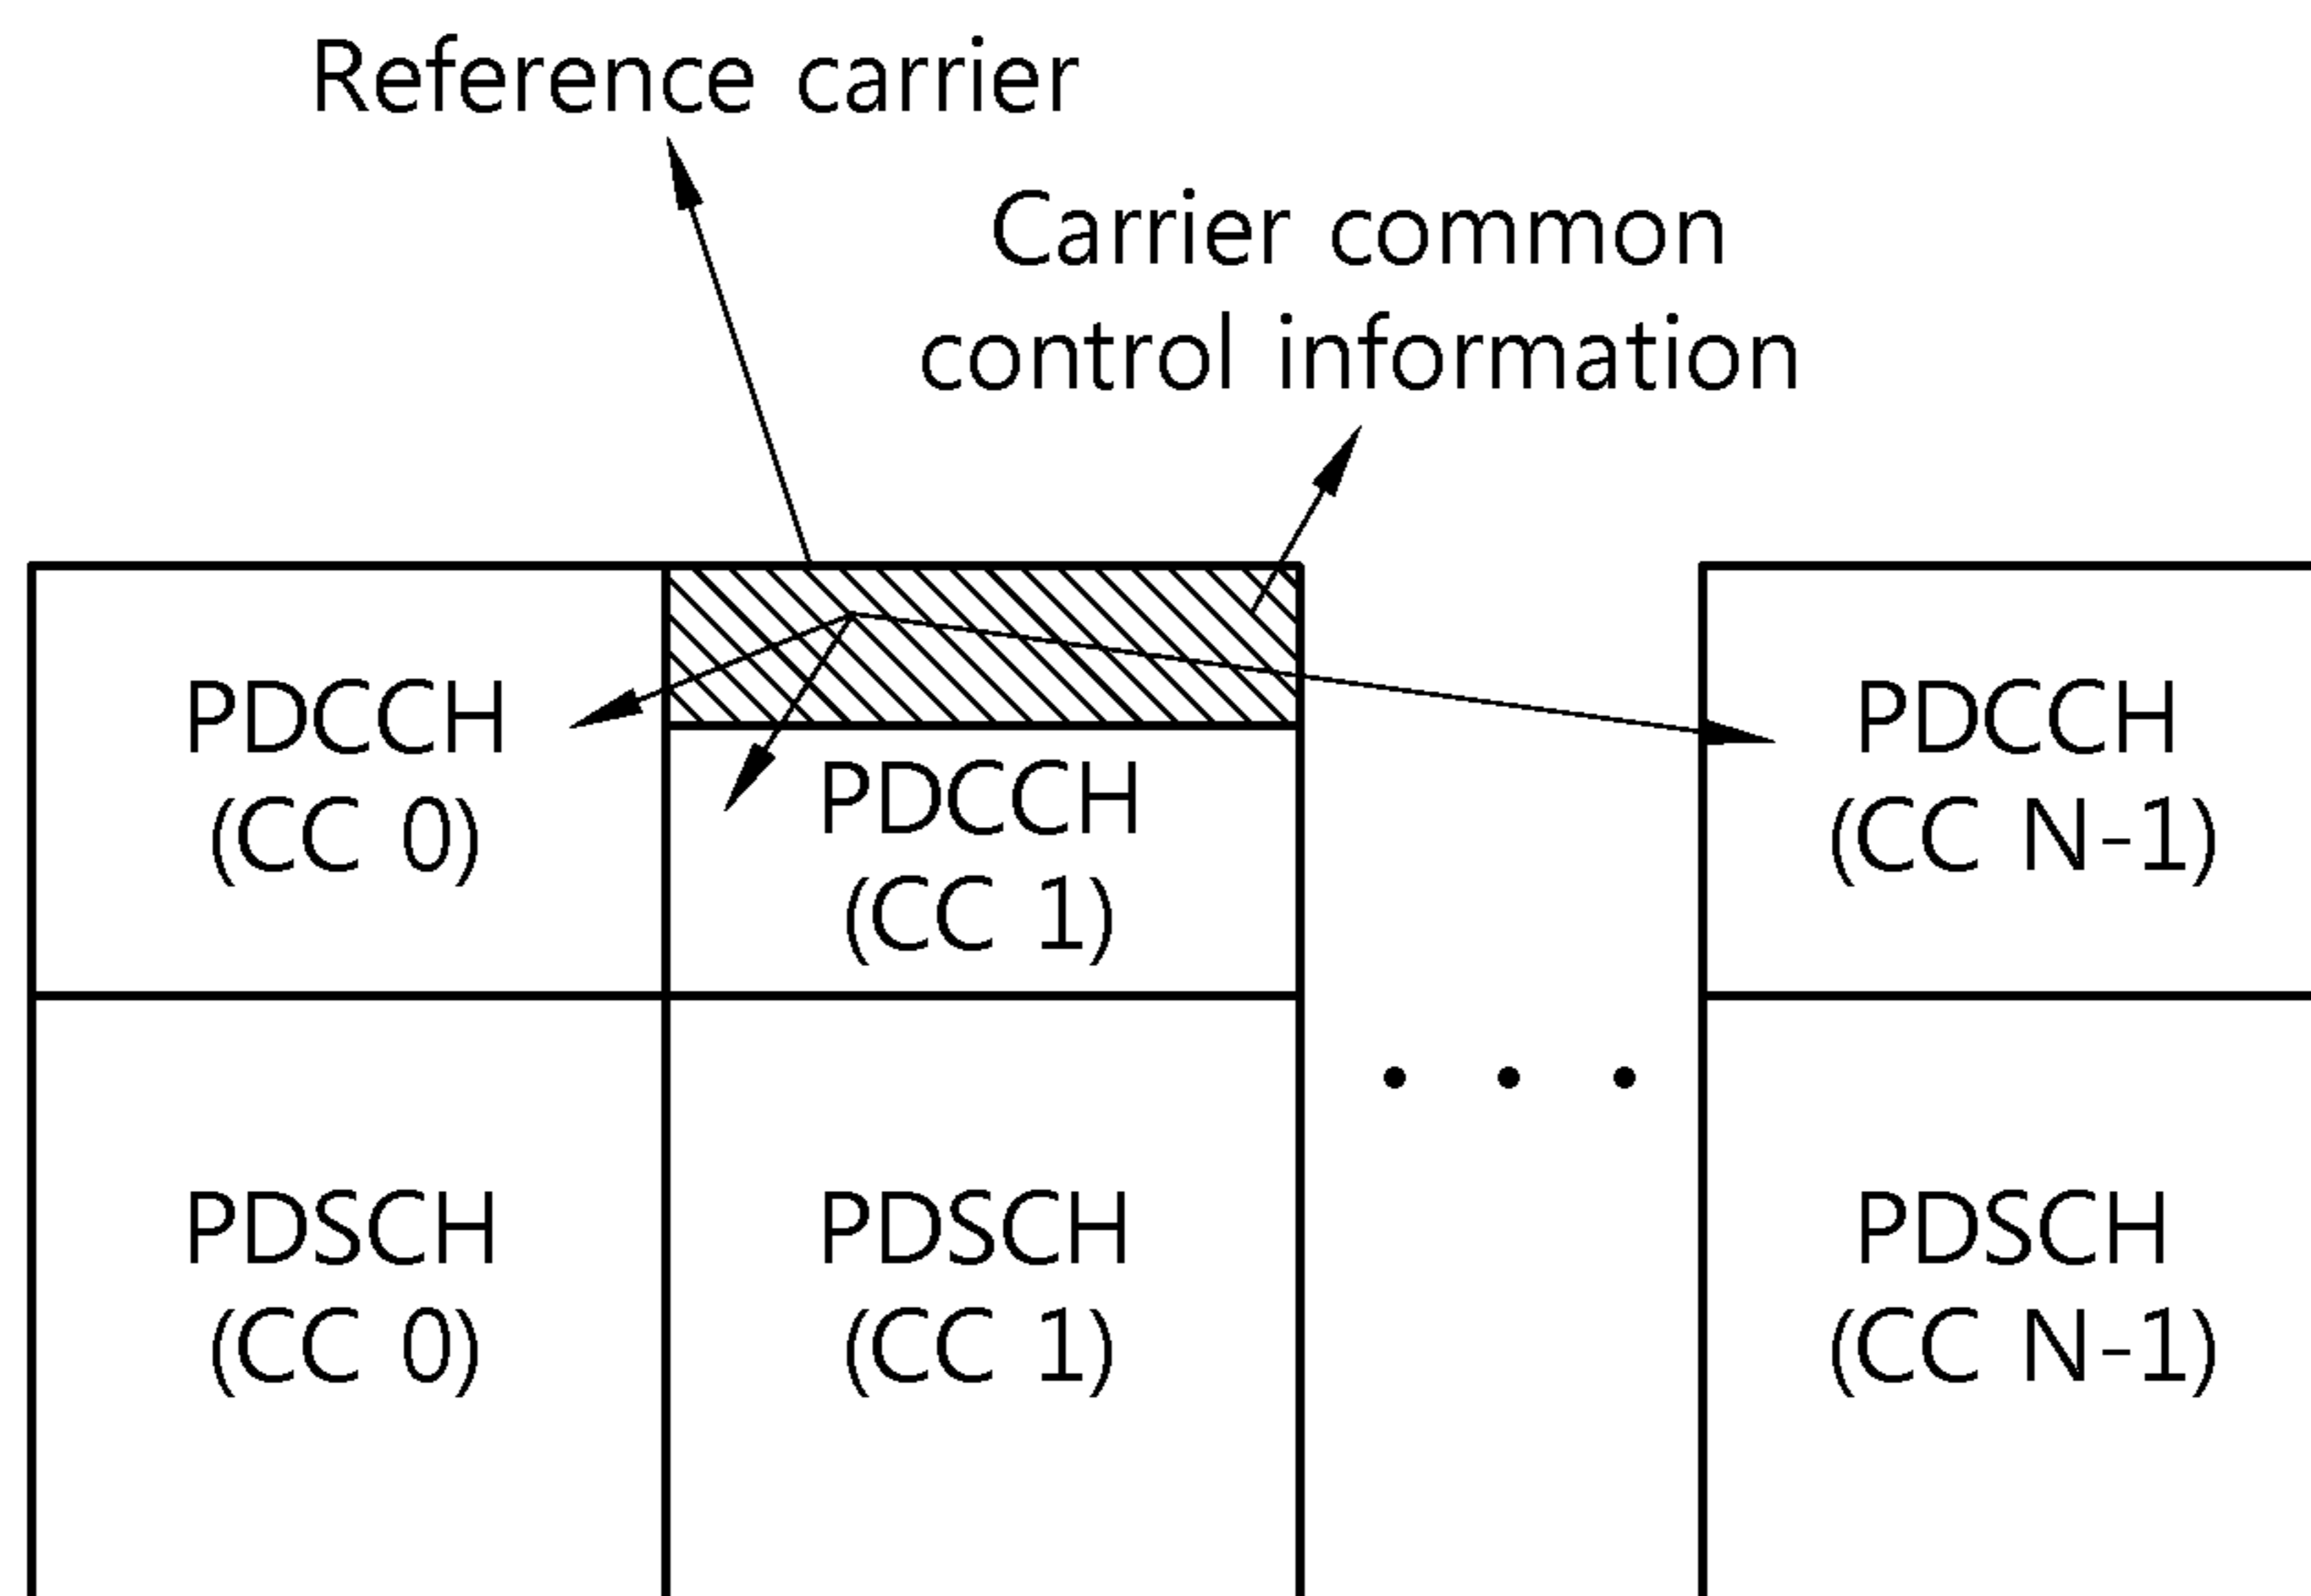 Reference carrier
Carrier common
control information
PDCCH
(CC 0)
PDCCH
(CC 1)
PDCCH
(CC N-1)
PDSCH
(CC 0)
PDSCH
(CC 1)
PDSCH
(CC N-1)